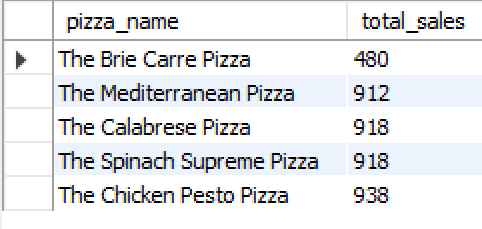 pizza_name total_sales
The Brie Carre Pizza 480
The Mediterranean Pizza 912
The Calabrese Pizza 918
The Spinach Supreme Pizza 918
The Chicken Pesto Pizza 938